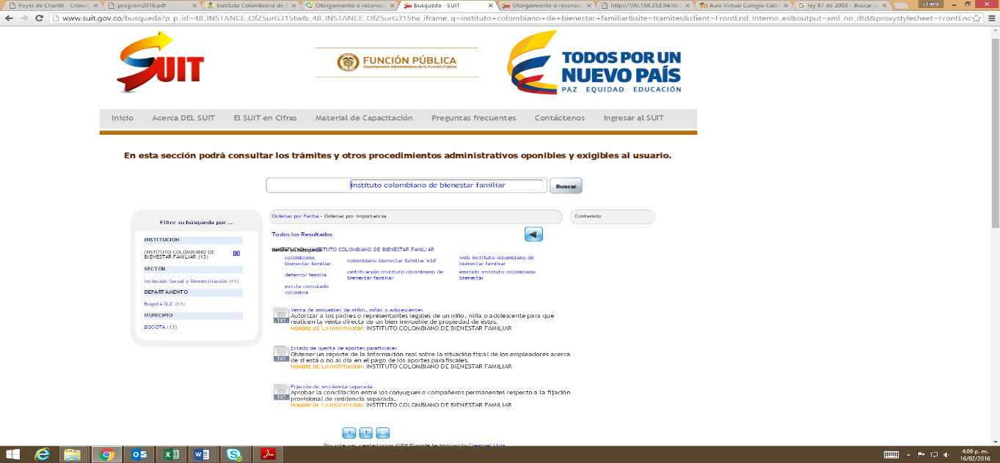 Foyer de Charité - Cronog
program2016.pdf
Instituto Colombiano de B
Otorgamiento o reconoci
busqueda - SUIT
Otorgamiento o reconoci
http://190.158.253.94/de
Aula Virtual Colegio Cala
ley 87 de 2003 - Buscar c
Liliana
www.suit.gov.co/busqueda?p_p_id=48_INSTANCE_OfZ5urG315tw&_48_INSTANCE_OfZ5urG315tw_iframe_q=instituto+colombiano+de+bienestar+familiar&site=tramites&client=FrontEnd_Interno_es&output=xml_no_dtd&proxystylesheet=FrontEnc
SUIT
FUNCIÓN PÚBLICA
Departamento Administrativo de la Función Pública
TODOS POR UN
NUEVO PAÍS
PAZ EQUIDAD EDUCACIÓN
Inicio Acerca DEL SUIT El SUIT en Cifras Material de Capacitación Preguntas frecuentes Contáctenos Ingresar al SUIT
En esta sección podrá consultar los trámites y otros procedimientos administrativos oponibles y exigibles al usuario.
instituto colombiano de bienestar familiar
Buscar
Filtre su búsqueda por...
INSTITUCION
INSTITUTO COLOMBIANO DE
BIENESTAR FAMILIAR (13)
SECTOR
Inclusión Social y Reconciliación (13)
DEPARTAMENTO
Bogotá D.C (13)
MUNICIPIO
BOGOTÁ (13)
Ordenar por Fecha - Ordenar por Importancia
Contenido
Todos los Resultados
INSTITUCION: INSTITUTO COLOMBIANO DE BIENESTAR FAMILIAR
Refine su búsqueda
colombiano
bienestar familiar
colombiano bienestar familiar icbf
web instituto colombiano de
bienestar familiar
defensor familia
certificación instituto colombiano de
bienestar familiar
emitido instituto colombiano
bienestar
exista consulado
colombia
TXT
Venta de inmuebles de niños, niñas o adolescentes
Autorizar a los padres o representantes legales de un niño, niña o adolescente para que
realicen la venta directa de un bien inmueble de propiedad de éstos.
NOMBRE DE LA INSTITUCION: INSTITUTO COLOMBIANO DE BIENESTAR FAMILIAR
TXT
Estado de cuenta de aportes parafiscales
Obtener un reporte de la información real sobre la situación fiscal de los empleadores acerca
de si está o no al día en el pago de los aportes parafiscales.
NOMBRE DE LA INSTITUCION: INSTITUTO COLOMBIANO DE BIENESTAR FAMILIAR
TXT
Fijación de residencia separada
Aprobar la conciliación entre los conyugues o compañeros permanentes respecto a la fijación
provisional de residencia separada.
NOMBRE DE LA INSTITUCION: INSTITUTO COLOMBIANO DE BIENESTAR FAMILIAR
< 1
This site was created using ©2013Google technology by Creangel Ltda
4:09 p. m.
16/02/2016